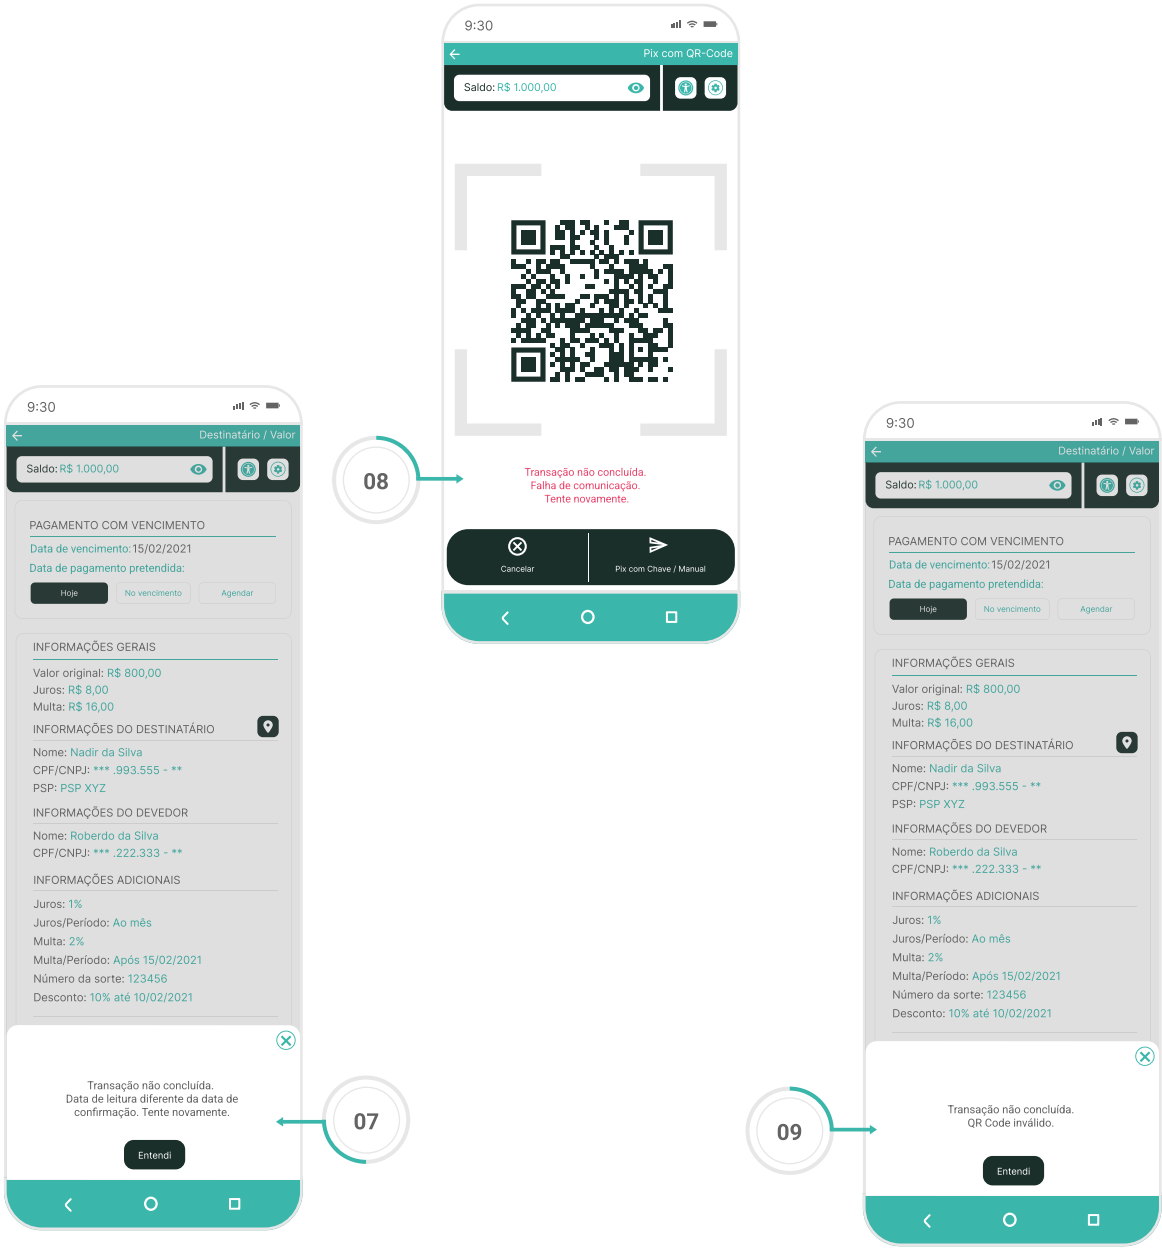 9:30
Pix com QR-Code
Saldo: R$ 1.000,00
08
Transação não concluída.
Falha de comunicação.
Tente novamente.
Cancelar
Pix com Chave / Manual
9:30
Destinatário / Valor
Saldo: R$ 1.000,00
PAGAMENTO COM VENCIMENTO
Data de vencimento: 15/02/2021
Data de pagamento pretendida:
Hoje
No vencimento
Agendar
INFORMAÇÕES GERAIS
Valor original: R$ 800,00
Juros: R$ 8,00
Multa: R$ 16,00
INFORMAÇÕES DO DESTINATÁRIO
Nome: Nadir da Silva
CPF/CNPJ: *** .993.555 - **
PSP: PSP XYZ
INFORMAÇÕES DO DEVEDOR
Nome: Roberdo da Silva
CPF/CNPJ: *** .222.333 - **
INFORMAÇÕES ADICIONAIS
Juros: 1%
Juros/Período: Ao mês
Multa: 2%
Multa/Período: Após 15/02/2021
Número da sorte: 123456
Desconto: 10% até 10/02/2021
Transação não concluída.
Data de leitura diferente da data de
confirmação. Tente novamente.
Entendi
07
9:30
Destinatário / Valor
Saldo: R$ 1.000,00
PAGAMENTO COM VENCIMENTO
Data de vencimento: 15/02/2021
Data de pagamento pretendida:
Hoje
No vencimento
Agendar
INFORMAÇÕES GERAIS
Valor original: R$ 800,00
Juros: R$ 8,00
Multa: R$ 16,00
INFORMAÇÕES DO DESTINATÁRIO
Nome: Nadir da Silva
CPF/CNPJ: *** .993.555 - **
PSP: PSP XYZ
INFORMAÇÕES DO DEVEDOR
Nome: Roberdo da Silva
CPF/CNPJ: *** .222.333 - **
INFORMAÇÕES ADICIONAIS
Juros: 1%
Juros/Período: Ao mês
Multa: 2%
Multa/Período: Após 15/02/2021
Número da sorte: 123456
Desconto: 10% até 10/02/2021
09
Transação não concluída.
QR Code inválido.
Entendi